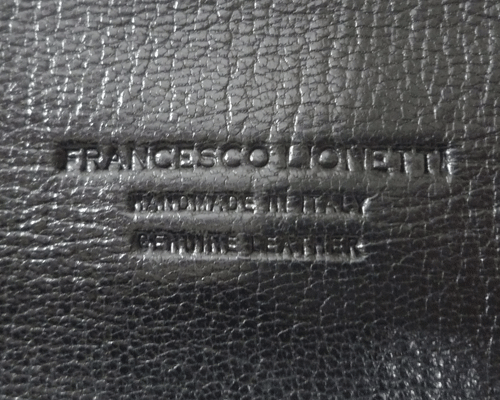 FRANCESCO LIONETTI
HANDMADE IN ITALY
GENUINE LEATHER